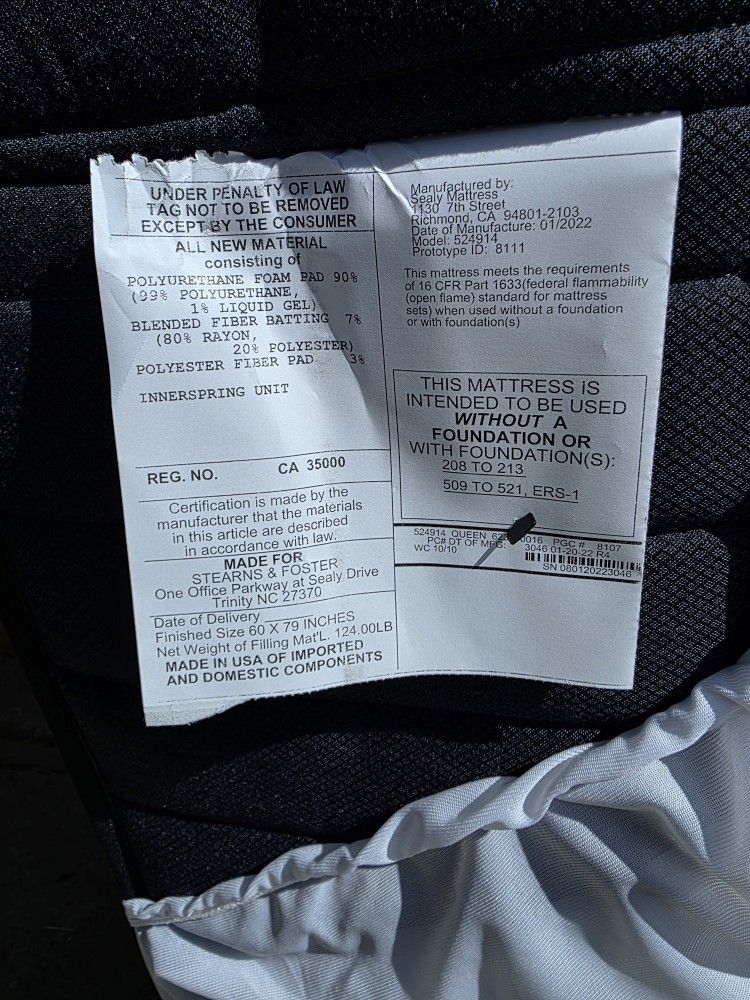 UNDER PENALTY OF LAW
TAG NOT TO BE REMOVED
EXCEPT BY THE CONSUMER
ALL NEW MATERIAL
consisting of
POLYURETHANE FOAM PAD 90%
(99% POLYURETHANE,
1% LIQUID GEL)
BLENDED FIBER BATTING 7%
(80% RAYON,
20% POLYESTER)
POLYESTER FIBER PAD 3%
INNERSPRING UNIT
REG. NO. CA 35000
Certification is made by the
manufacturer that the materials
in this article are described
in accordance with law.
MADE FOR
STEARNS & FOSTER
One Office Parkway at Sealy Drive
Trinity NC 27370
Date of Delivery
Finished Size 60 X 79 INCHES
Net Weight of Filling Mat'L. 124.00LB
MADE IN USA OF IMPORTED
AND DOMESTIC COMPONENTS
Manufactured by:
Sealy Mattress
1130 7th Street
Richmond, CA 94801-2103
Date of Manufacture: 01/2022
Model: 524914
Prototype ID: 8111
This mattress meets the requirements
of 16 CFR Part 1633(federal flammability
(open flame) standard for mattress
sets) when used without a foundation
or with foundation(s)
THIS MATTRESS iS
INTENDED TO BE USED
WITHOUT A
FOUNDATION OR
WITH FOUNDATION(S):
208 TO 213
509 TO 521, ERS-1
524914 QUEEN PGC # 8107
PC# DT OF MFG: 3046 01-20-22 R4
WC 10/10
SN 080120223046